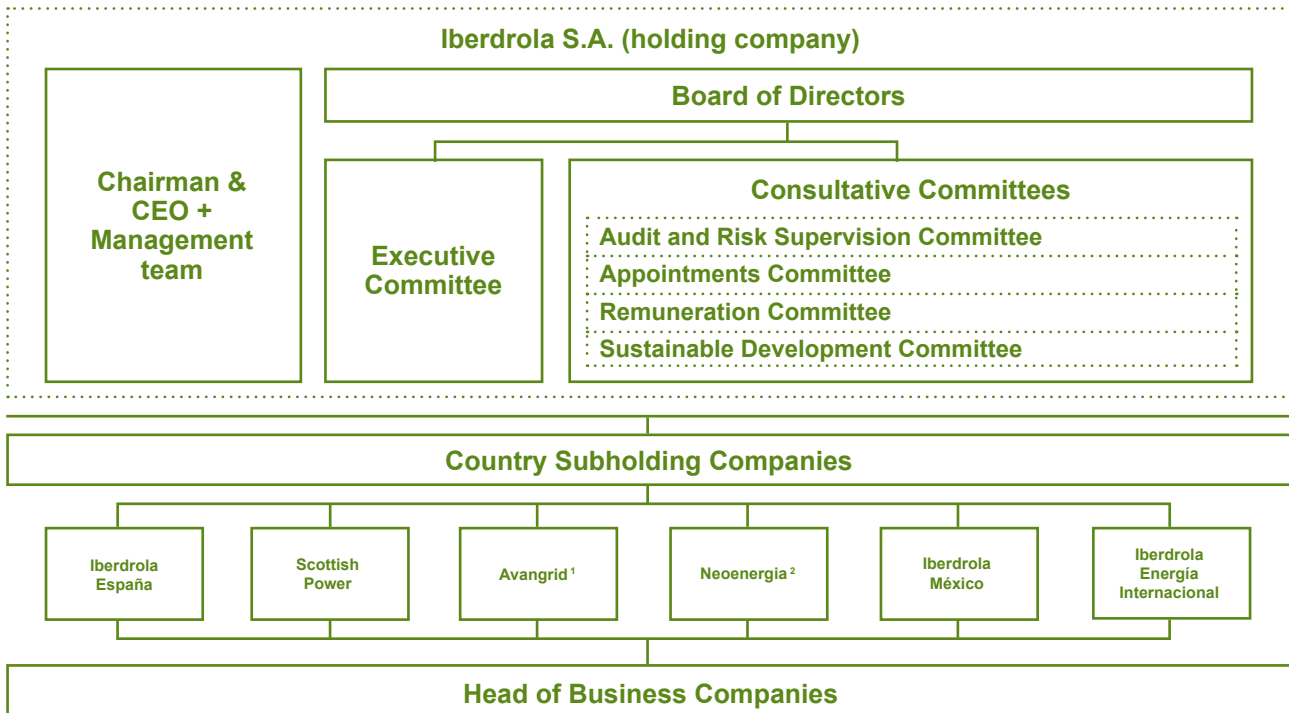 Iberdrola S.A. (holding company)
Chairman &
CEO +
Management
team
Board of Directors
Executive
Committee
Consultative Committees
Audit and Risk Supervision Committee
Appointments Committee
Remuneration Committee
Sustainable Development Committee
Country Subholding Companies
Iberdrola
España
Scottish
Power
Avangrid ¹
Neoenergia ²
Iberdrola
México
Iberdrola
Energía
Internacional
Head of Business Companies